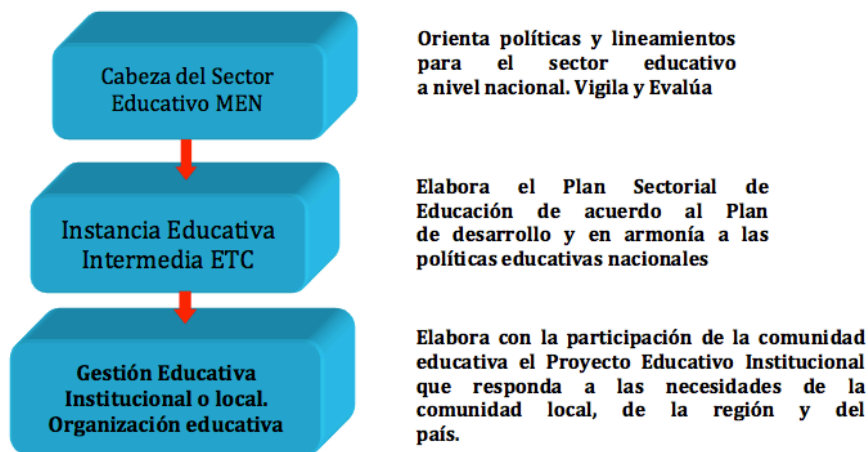 Cabeza del Sector
Educativo MEN
Orienta políticas y lineamientos
para el sector educativo
a nivel nacional. Vigila y Evalúa
Instancia Educativa
Intermedia ETC
Elabora el Plan Sectorial de
Educación de acuerdo al Plan
de desarrollo y en armonía a las
políticas educativas nacionales
Gestión Educativa
Institucional o local.
Organización educativa
Elabora con la participación de la comunidad
educativa el Proyecto Educativo Institucional
que responda a las necesidades de la
comunidad local, de la región y del
país.